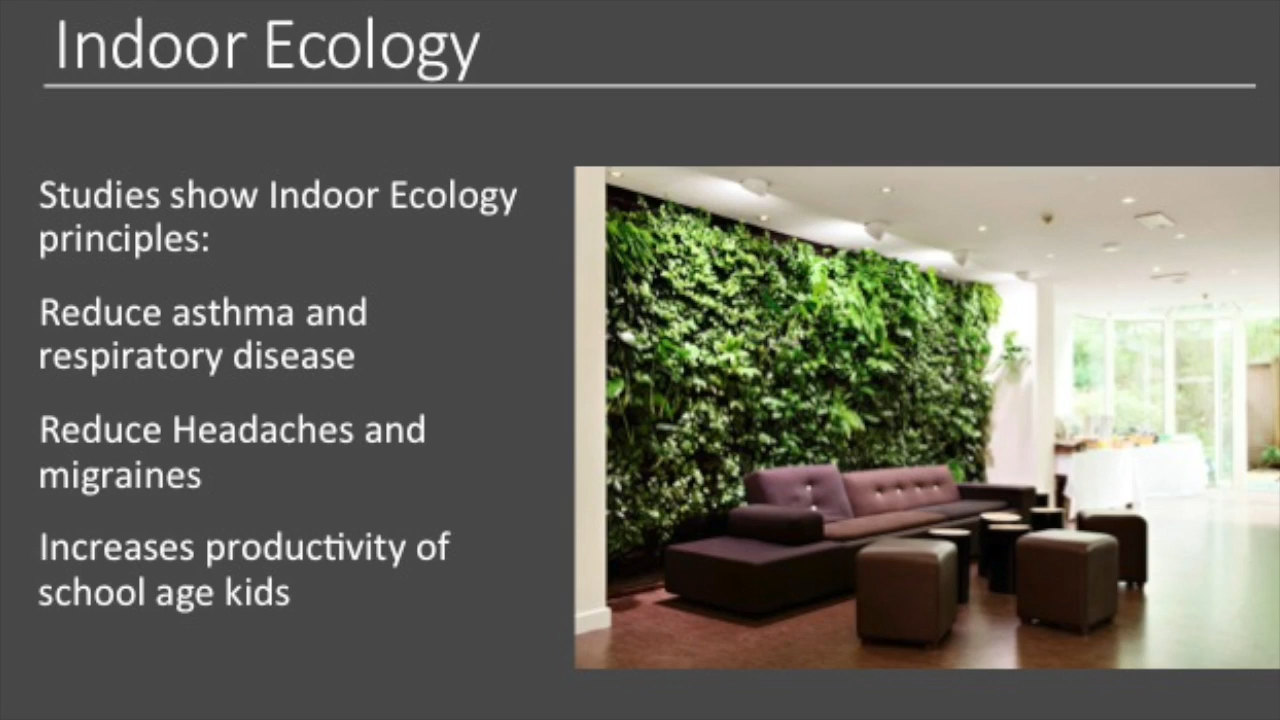 Indoor Ecology
Studies show Indoor Ecology
principles:
Reduce asthma and
respiratory disease
Reduce Headaches and
migraines
Increases productivity of
school age kids